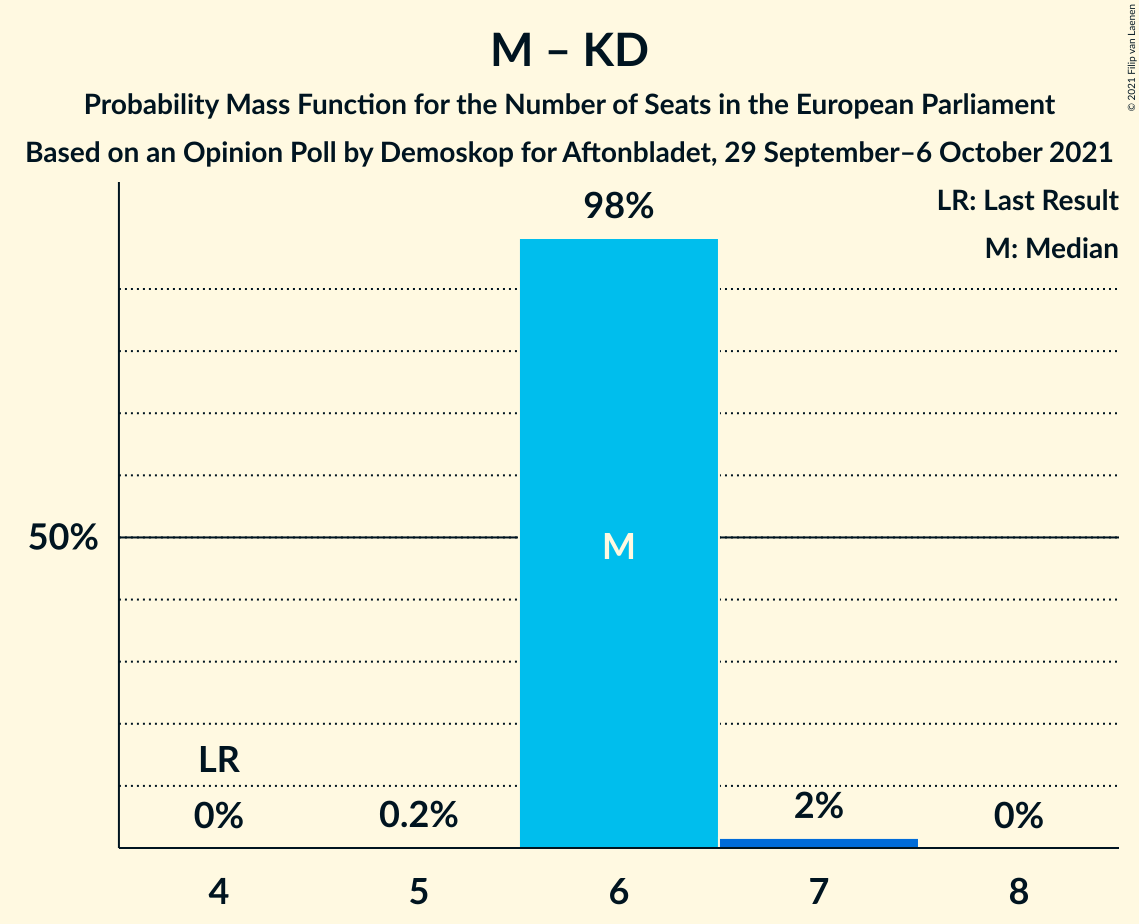 M – KD
Probability Mass Function for the Number of Seats in the European Parliament
Based on an Opinion Poll by Demoskop for Aftonbladet, 29 September–6 October 2021
© 2021 Filip van Laenen
LR: Last Result
M: Median
98%
50%
M
LR
0%
0.2%
2%
0%
4
5
6
7
8